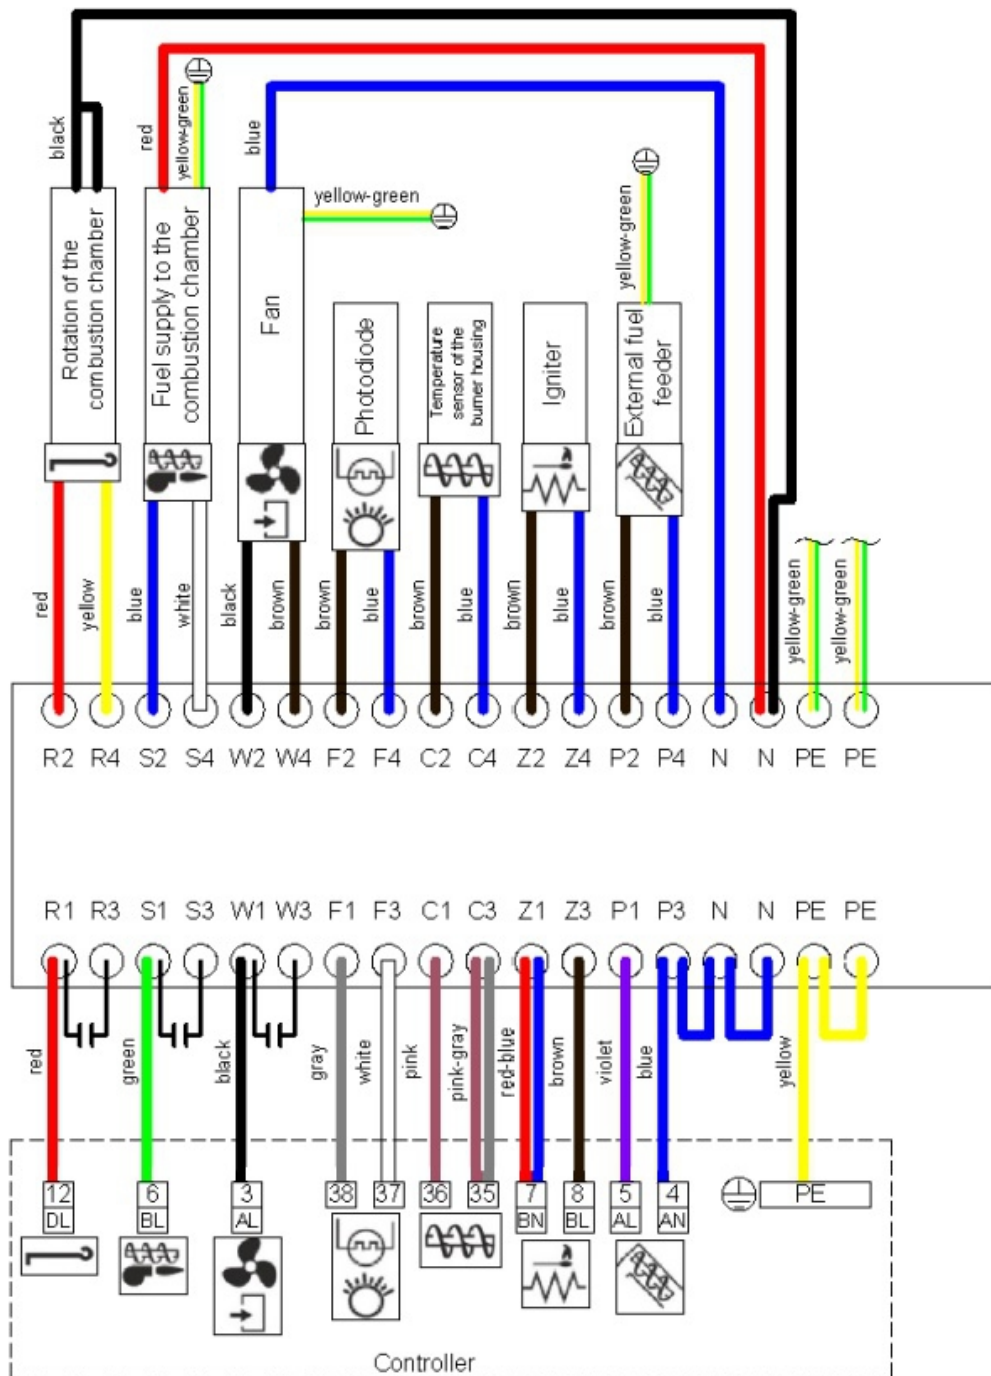 black
red
yellow-green
blue
yellow-green
yellow-green
Rotation of the
combustion chamber
Fuel supply to the
combustion chamber
Fan
Photodiode
Temperature
sensor of the
burner housing
Igniter
External fuel
feeder
red
yellow
blue
white
black
brown
brown
blue
brown
blue
brown
blue
brown
blue
yellow-green
yellow-green
R2 R4 S2 S4 W2 W4 F2 F4 C2 C4 Z2 Z4 P2 P4 N N PE PE
R1 R3 S1 S3 W1 W3 F1 F3 C1 C3 Z1 Z3 P1 P3 N N PE PE
red
green
black
gray
white
pink
pink-gray
red-blue
brown
violet
blue
yellow
12 6 3 38 37 36 35 7 8 5 4 PE
DL BL AL BN BL AL AN
Controller